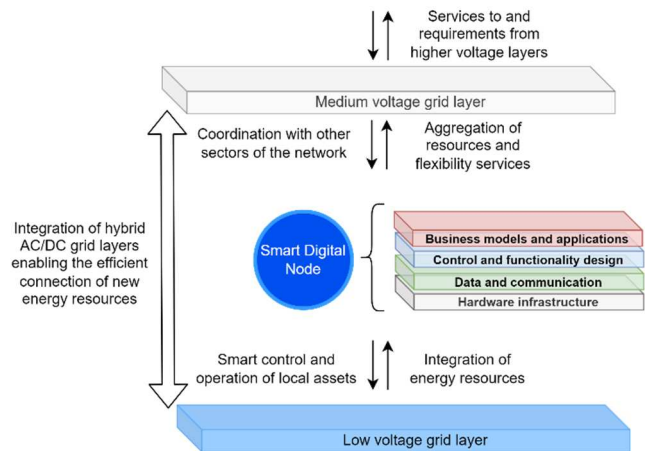 Services to and
requirements from
higher voltage layers
Medium voltage grid layer
Coordination with other
sectors of the network
Aggregation of
resources and
flexibility services
Integration of hybrid
AC/DC grid layers
enabling the efficient
connection of new
energy resources
Smart Digital
Node
Business models and applications
Control and functionality design
Data and communication
Hardware infrastructure
Smart control and
operation of local assets
Integration of
energy resources
Low voltage grid layer